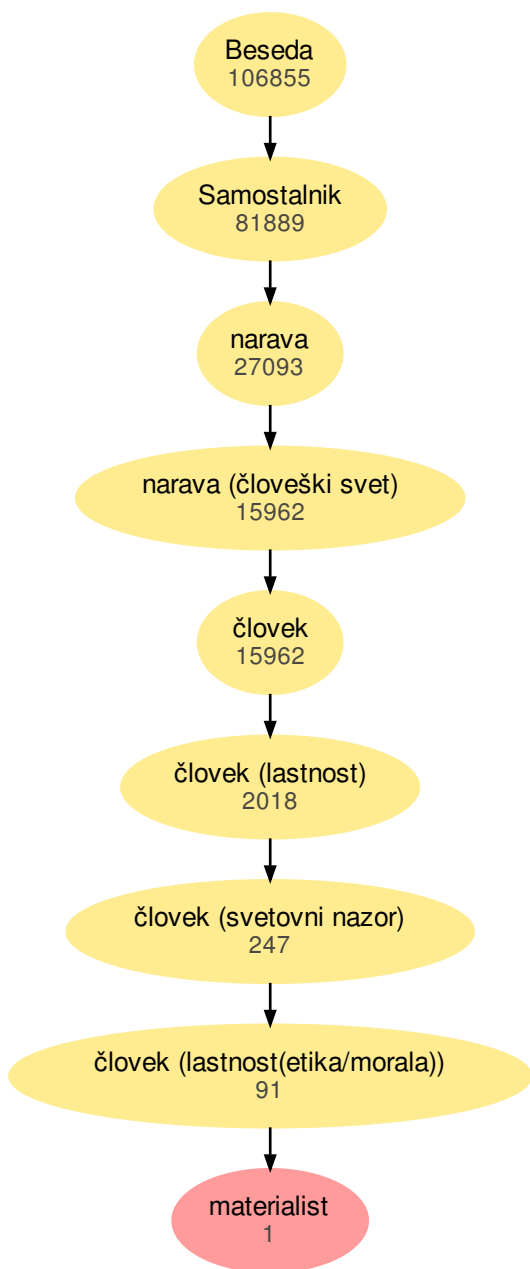 Beseda
106855
Samostalnik
81889
narava
27093
narava (človeški svet)
15962
človek
15962
človek (lastnost)
2018
človek (svetovni nazor)
247
človek (lastnost(etika/morala))
91
materialist
1